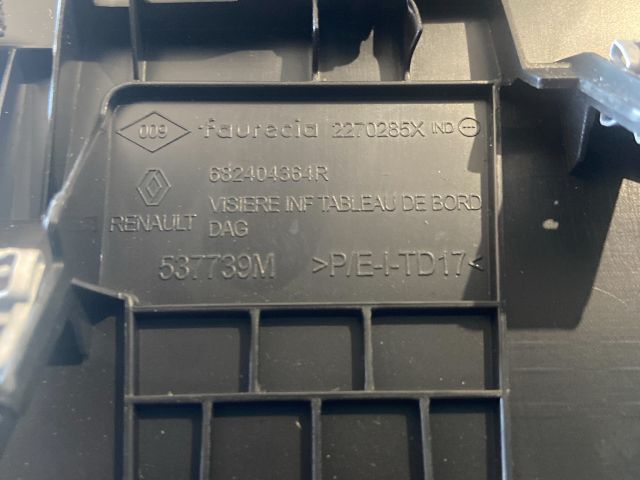 009 faurecia 2270285X IND
682404364R
RENAULT
VISIERE INF TABLEAU DE BORD
DAG
537739M >P/E-I-TD17<